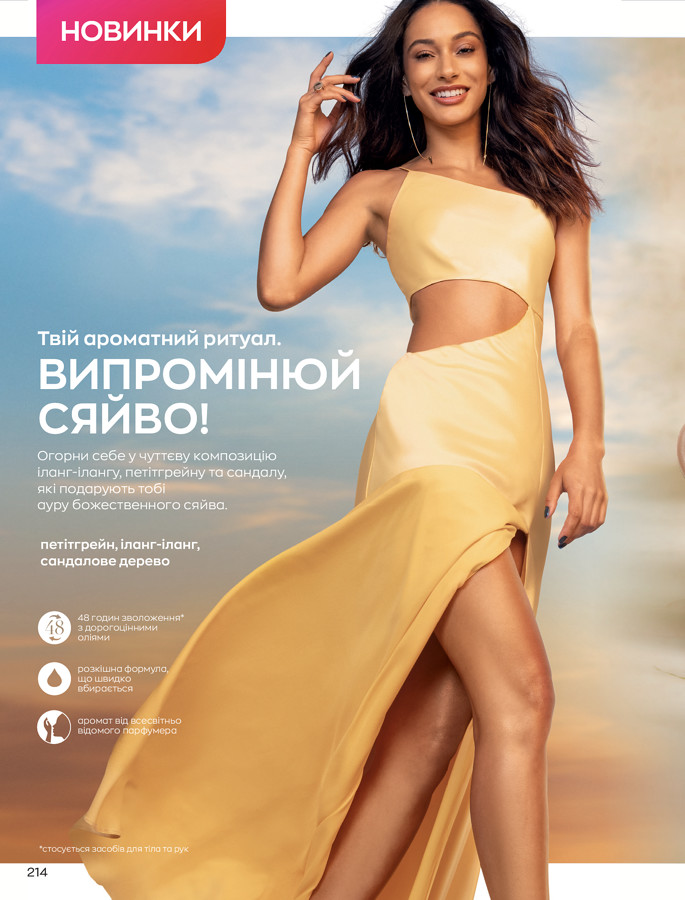 НОВИНКИ
Твій ароматний ритуал.
ВИПРОМІНЮЙ
СЯЙВО!
Огорни себе у чуттєву композицію
іланг-ілангу, петітгрейну та сандалу,
які подарують тобі
ауру божественного сяйва.
петітгрейн, іланг-іланг,
сандалове дерево
48
48 годин зволоження*
з дорогоцінними
оліями
розкішна формула,
що швидко
вбирається
аромат від всесвітньо
відомого парфумера
*стосується засобів для тіла та рук
214